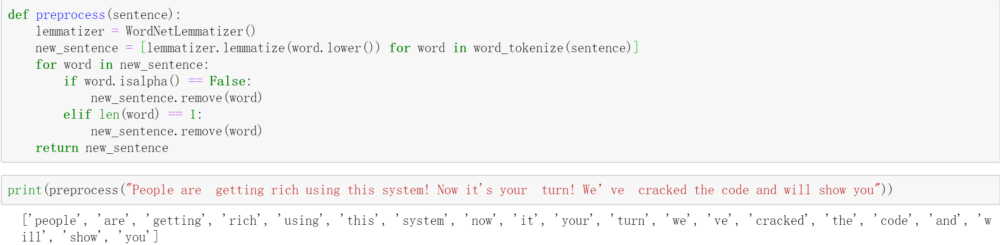 def preprocess(sentence):
    lemmatizer = WordNetLemmatizer()
    new_sentence = [lemmatizer.lemmatize(word.lower()) for word in word_tokenize(sentence)]
    for word in new_sentence:
        if word.isalpha() == False:
            new_sentence.remove(word)
        elif len(word) == 1:
            new_sentence.remove(word)
    return new_sentence
print(preprocess("People are  getting rich using this system! Now it's your  turn! We’ve  cracked the code and will show you"))
['people', 'are', 'getting', 'rich', 'using', 'this', 'system', 'now', 'it', 'your', 'turn', 'we', 've', 'cracked', 'the', 'code', 'and', 'w
ill', 'show', 'you']